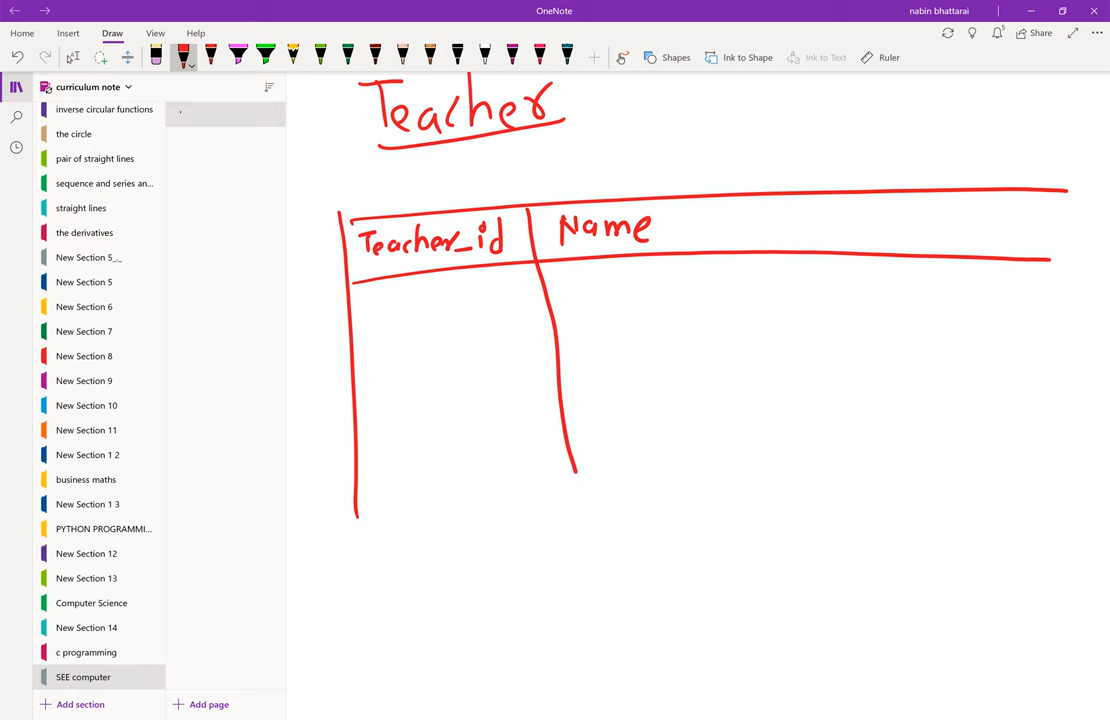 OneNote
nabin bhattarai
Home Insert Draw View Help
5 Share
Shapes Ink to Shape Ink to Text Ruler
curriculum note
inverse circular functions
the circle
pair of straight lines
sequence and series an...
straight lines
the derivatives
New Section 5_._
New Section 5
New Section 6
New Section 7
New Section 8
New Section 9
New Section 10
New Section 11
New Section 1 2
business maths
New Section 1 3
PYTHON PROGRAMMI...
New Section 12
New Section 13
Computer Science
New Section 14
c programming
SEE computer
Add section
Add page
Teacher
Teacher_id Name